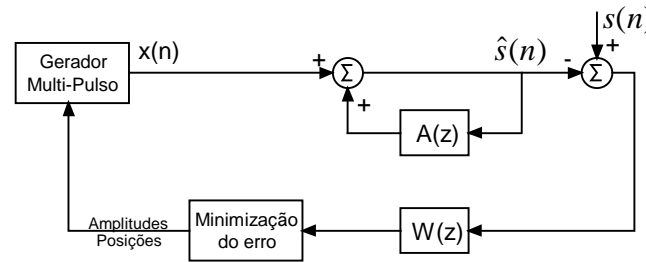 s(n)
Gerador
Multi-Pulso
x(n)
+
Σ
+
ŝ(n)
-
+
Σ
A(z)
Amplitudes
Posições
Minimização
do erro
W(z)